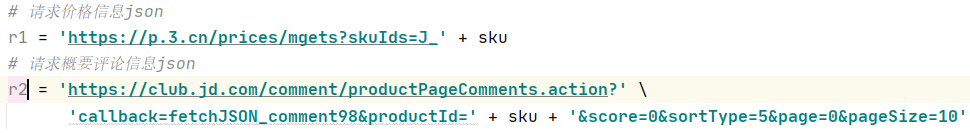 # 请求价格信息json
r1 = 'https://p.3.cn/prices/mgets?skuIds=J_' + sku
# 请求概要评论信息json
r2 = 'https://club.jd.com/comment/productPageComments.action?' \
'callback=fetchJSON_comment98&productId=' + sku + '&score=0&sortType=5&page=0&pageSize=10'